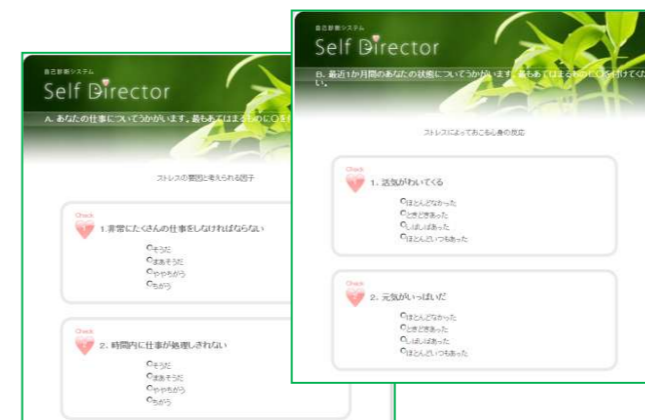 自己診断システム
Self Director
A. あなたの仕事についてうかがいます。最もあてはまるものに○を付
ストレスの要因と考えられる因子
Check
1.非常にたくさんの仕事をしなければならない
そうだ
まあそうだ
ややちがう
ちがう
Check
2. 時間内に仕事が処理しきれない
そうだ
まあそうだ
ややちがう
ちがう
自己診断システム
Self Director
B. 最近1か月間のあなたの状態についてうかがいます。最もあてはまるものに○を付けてくださ
い。
ストレスによっておこる心身の反応
Check
1. 活気がわいてくる
ほとんどなかった
ときどきあった
しばしばあった
ほとんどいつもあった
Check
2. 元気がいっぱいだ
ほとんどなかった
ときどきあった
しばしばあった
ほとんどいつもあった